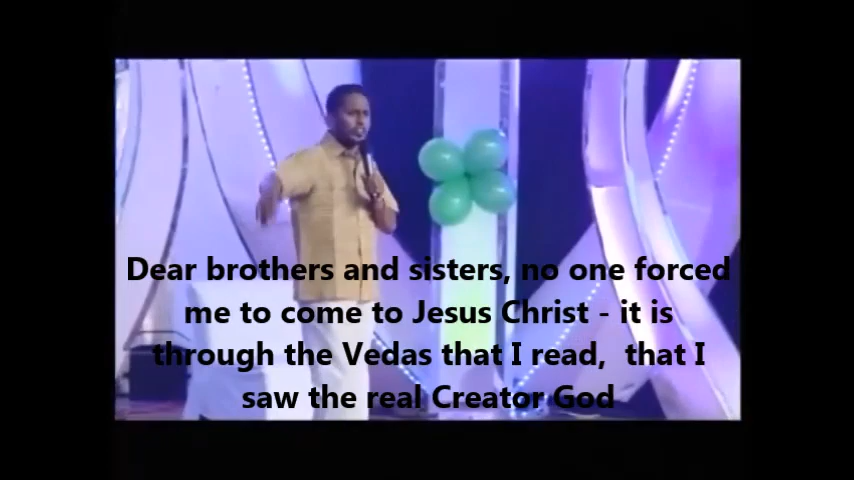 Dear brothers and sisters, no one forced
me to come to Jesus Christ - it is
through the Vedas that I read, that I
saw the real Creator God